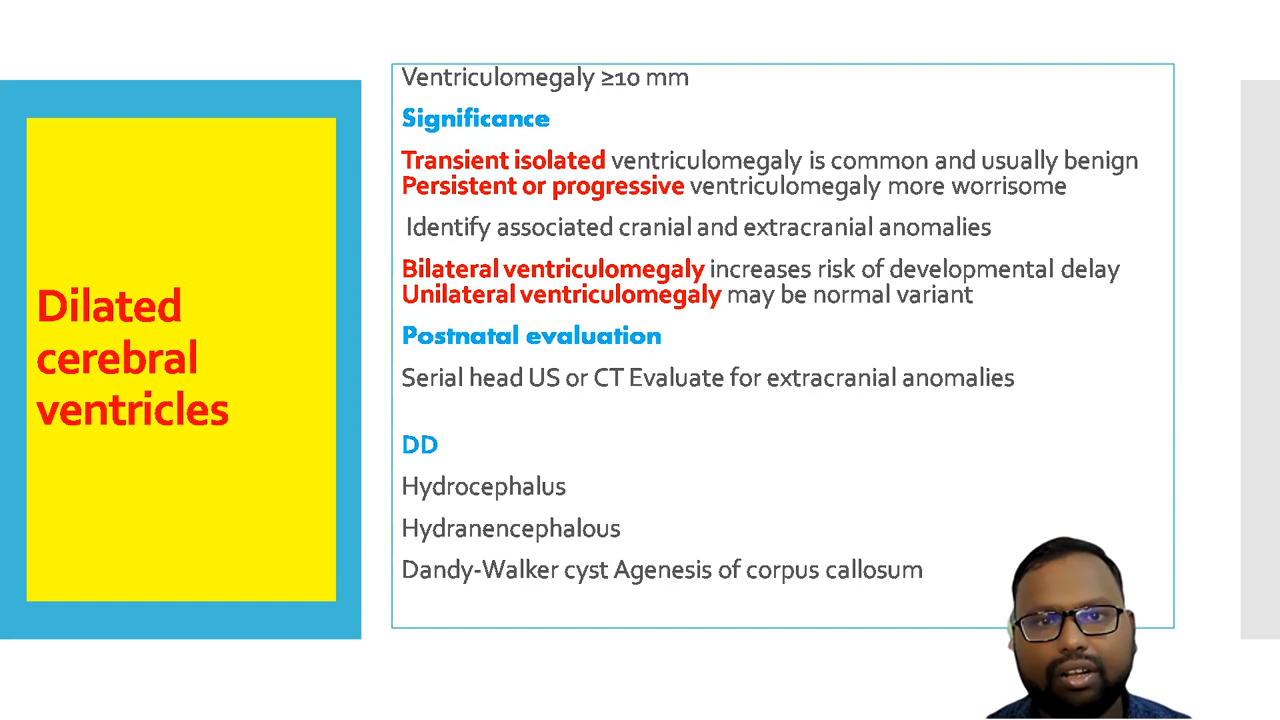 Dilated
cerebral
ventricles
Ventriculomegaly ≥10 mm
Significance
Transient isolated ventriculomegaly is common and usually benign
Persistent or progressive ventriculomegaly more worrisome
Identify associated cranial and extracranial anomalies
Bilateral ventriculomegaly increases risk of developmental delay
Unilateral ventriculomegaly may be normal variant
Postnatal evaluation
Serial head US or CT Evaluate for extracranial anomalies
DD
Hydrocephalus
Hydranencephalous
Dandy-Walker cyst Agenesis of corpus callosum